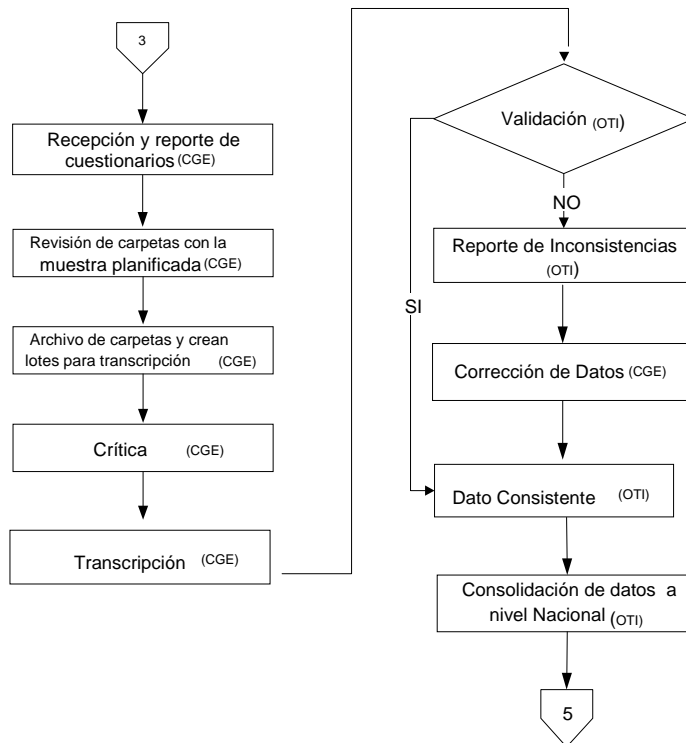 3
Recepción y reporte de
cuestionarios (CGE)
Revisión de carpetas con la
muestra planificada (CGE)
Archivo de carpetas y crean
lotes para transcripción (CGE)
Crítica (CGE)
Transcripción (CGE)
Validación (OTI)
NO
SI
Reporte de Inconsistencias
(OTI)
Corrección de Datos (CGE)
Dato Consistente (OTI)
Consolidación de datos a
nivel Nacional (OTI)
5